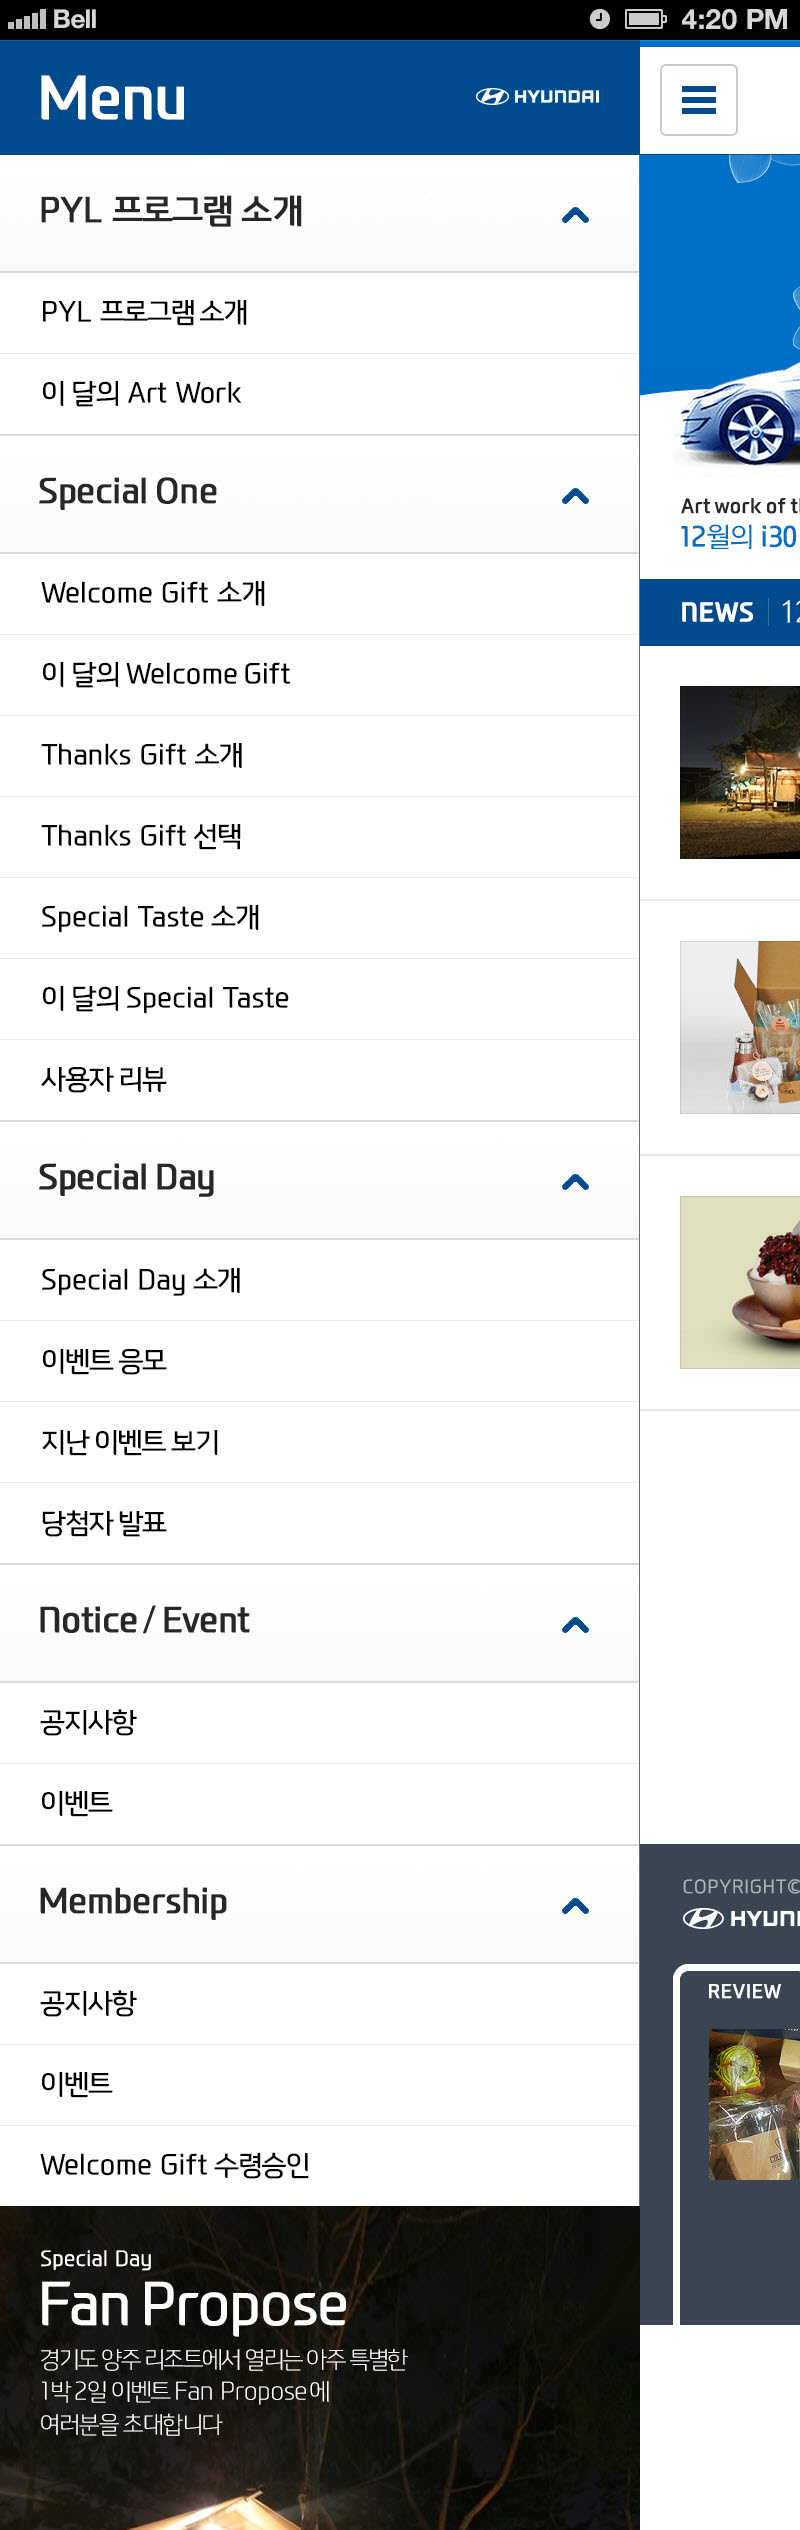 Bell
4:20 PM
Menu
HYUNDAI
PYL 프로그램 소개
PYL 프로그램 소개
이 달의 Art Work
Special One
Welcome Gift 소개
이 달의 Welcome Gift
Thanks Gift 소개
Thanks Gift 선택
Special Taste 소개
이 달의 Special Taste
사용자 리뷰
Special Day
Special Day 소개
이벤트 응모
지난 이벤트 보기
당첨자 발표
Notice / Event
공지사항
이벤트
Membership
공지사항
이벤트
Welcome Gift 수령승인
Special Day
Fan Propose
경기도 양주 리조트에서 열리는 아주 특별한
1박 2일 이벤트 Fan Propose에
여러분을 초대합니다
Art work of
12월의 i30
NEWS
COPYRIGHT©
REVIEW